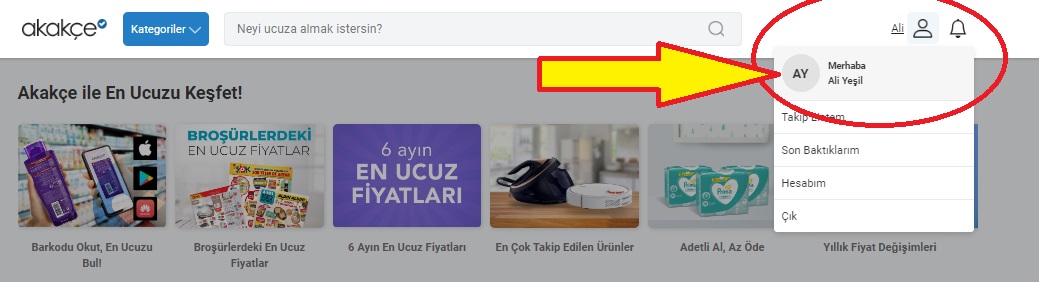 akakçe
Kategoriler
Neyi ucuza almak istersin?
Ali
AY
Merhaba
Ali Yeşil
Takip Listem
Son Baktıklarım
Hesabım
Çık
Akakçe ile En Ucuzu Keşfet!
BROŞÜRLERDEKİ
EN UCUZ FİYATLAR
6 ayın
EN UCUZ
FİYATLARI
Prima
Barkodu Okut, En Ucuzu
Bul!
Broşürlerdeki En Ucuz
Fiyatlar
6 Ayın En Ucuz Fiyatları
En Çok Takip Edilen Ürünler
Adetli Al, Az Öde
Yıllık Fiyat Değişimleri